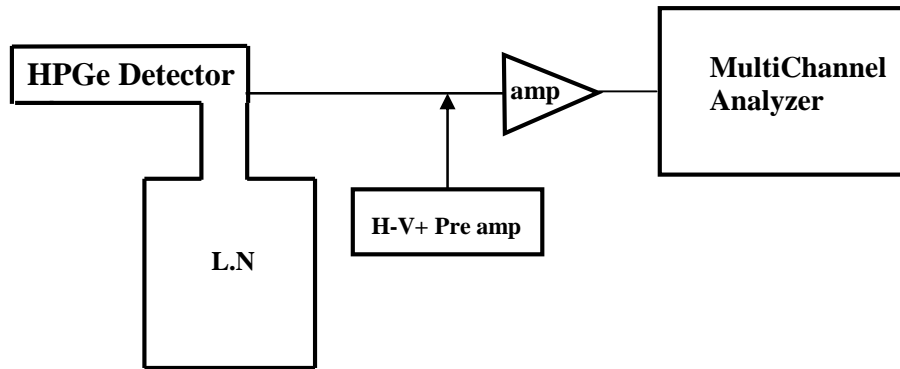 HPGe Detector
amp
MultiChannel
Analyzer
H-V+ Pre amp
L.N